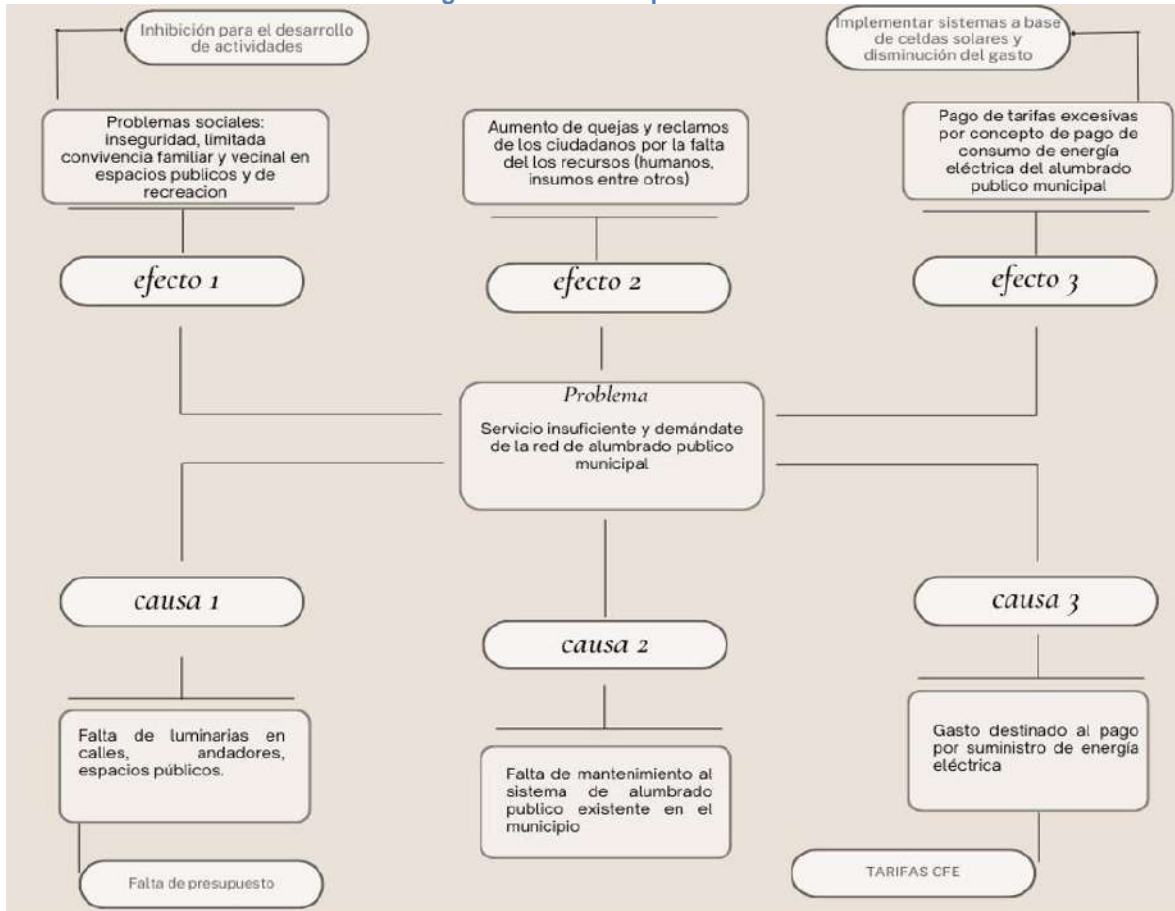 Inhibición para el desarrollo
de actividades
Implementar sistemas a base
de celdas solares y
disminución del gasto
Problemas sociales:
inseguridad, limitada
convivencia familiar y vecinal en
espacios publicos y de
recreacion
Aumento de quejas y reclamos
de los ciudadanos por la falta
del los recursos (humanos,
insumos entre otros)
Pago de tarifas excesivas
por concepto de pago de
consumo de energía
eléctrica del alumbrado
publico municipal
efecto 1
efecto 2
efecto 3
Problema
Servicio insuficiente y demándate
de la red de alumbrado publico
municipal
causa 1
causa 2
causa 3
Falta de luminarias en
calles, andadores,
espacios públicos.
Falta de mantenimiento al
sistema de alumbrado
publico existente en el
municipio
Gasto destinado al pago
por suministro de energía
eléctrica
Falta de presupuesto
TARIFAS CFE